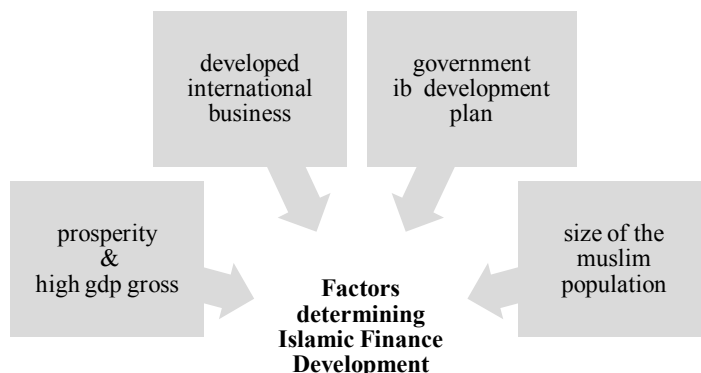 developed
international
business
government
ib development
plan
prosperity
&
high gdp gross
size of the
muslim
population
Factors
determining
Islamic Finance
Development